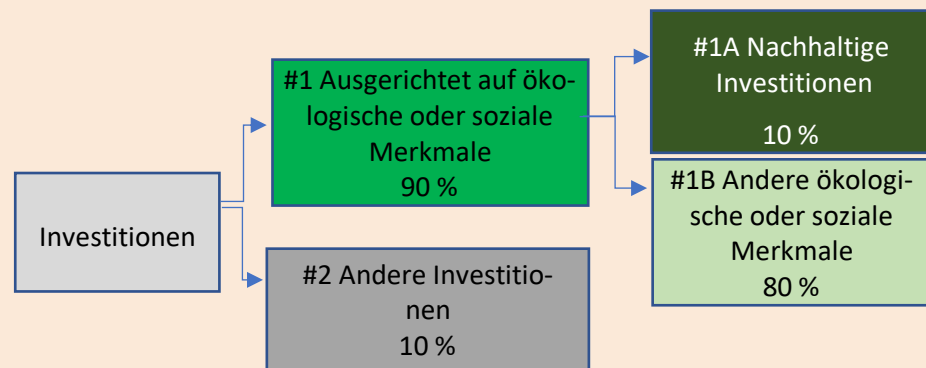 Investitionen
#1 Ausgerichtet auf öko-
logische oder soziale
Merkmale
90 %
#2 Andere Investitio-
nen
10 %
#1A Nachhaltige
Investitionen
10 %
#1B Andere ökologi-
sche oder soziale
Merkmale
80 %